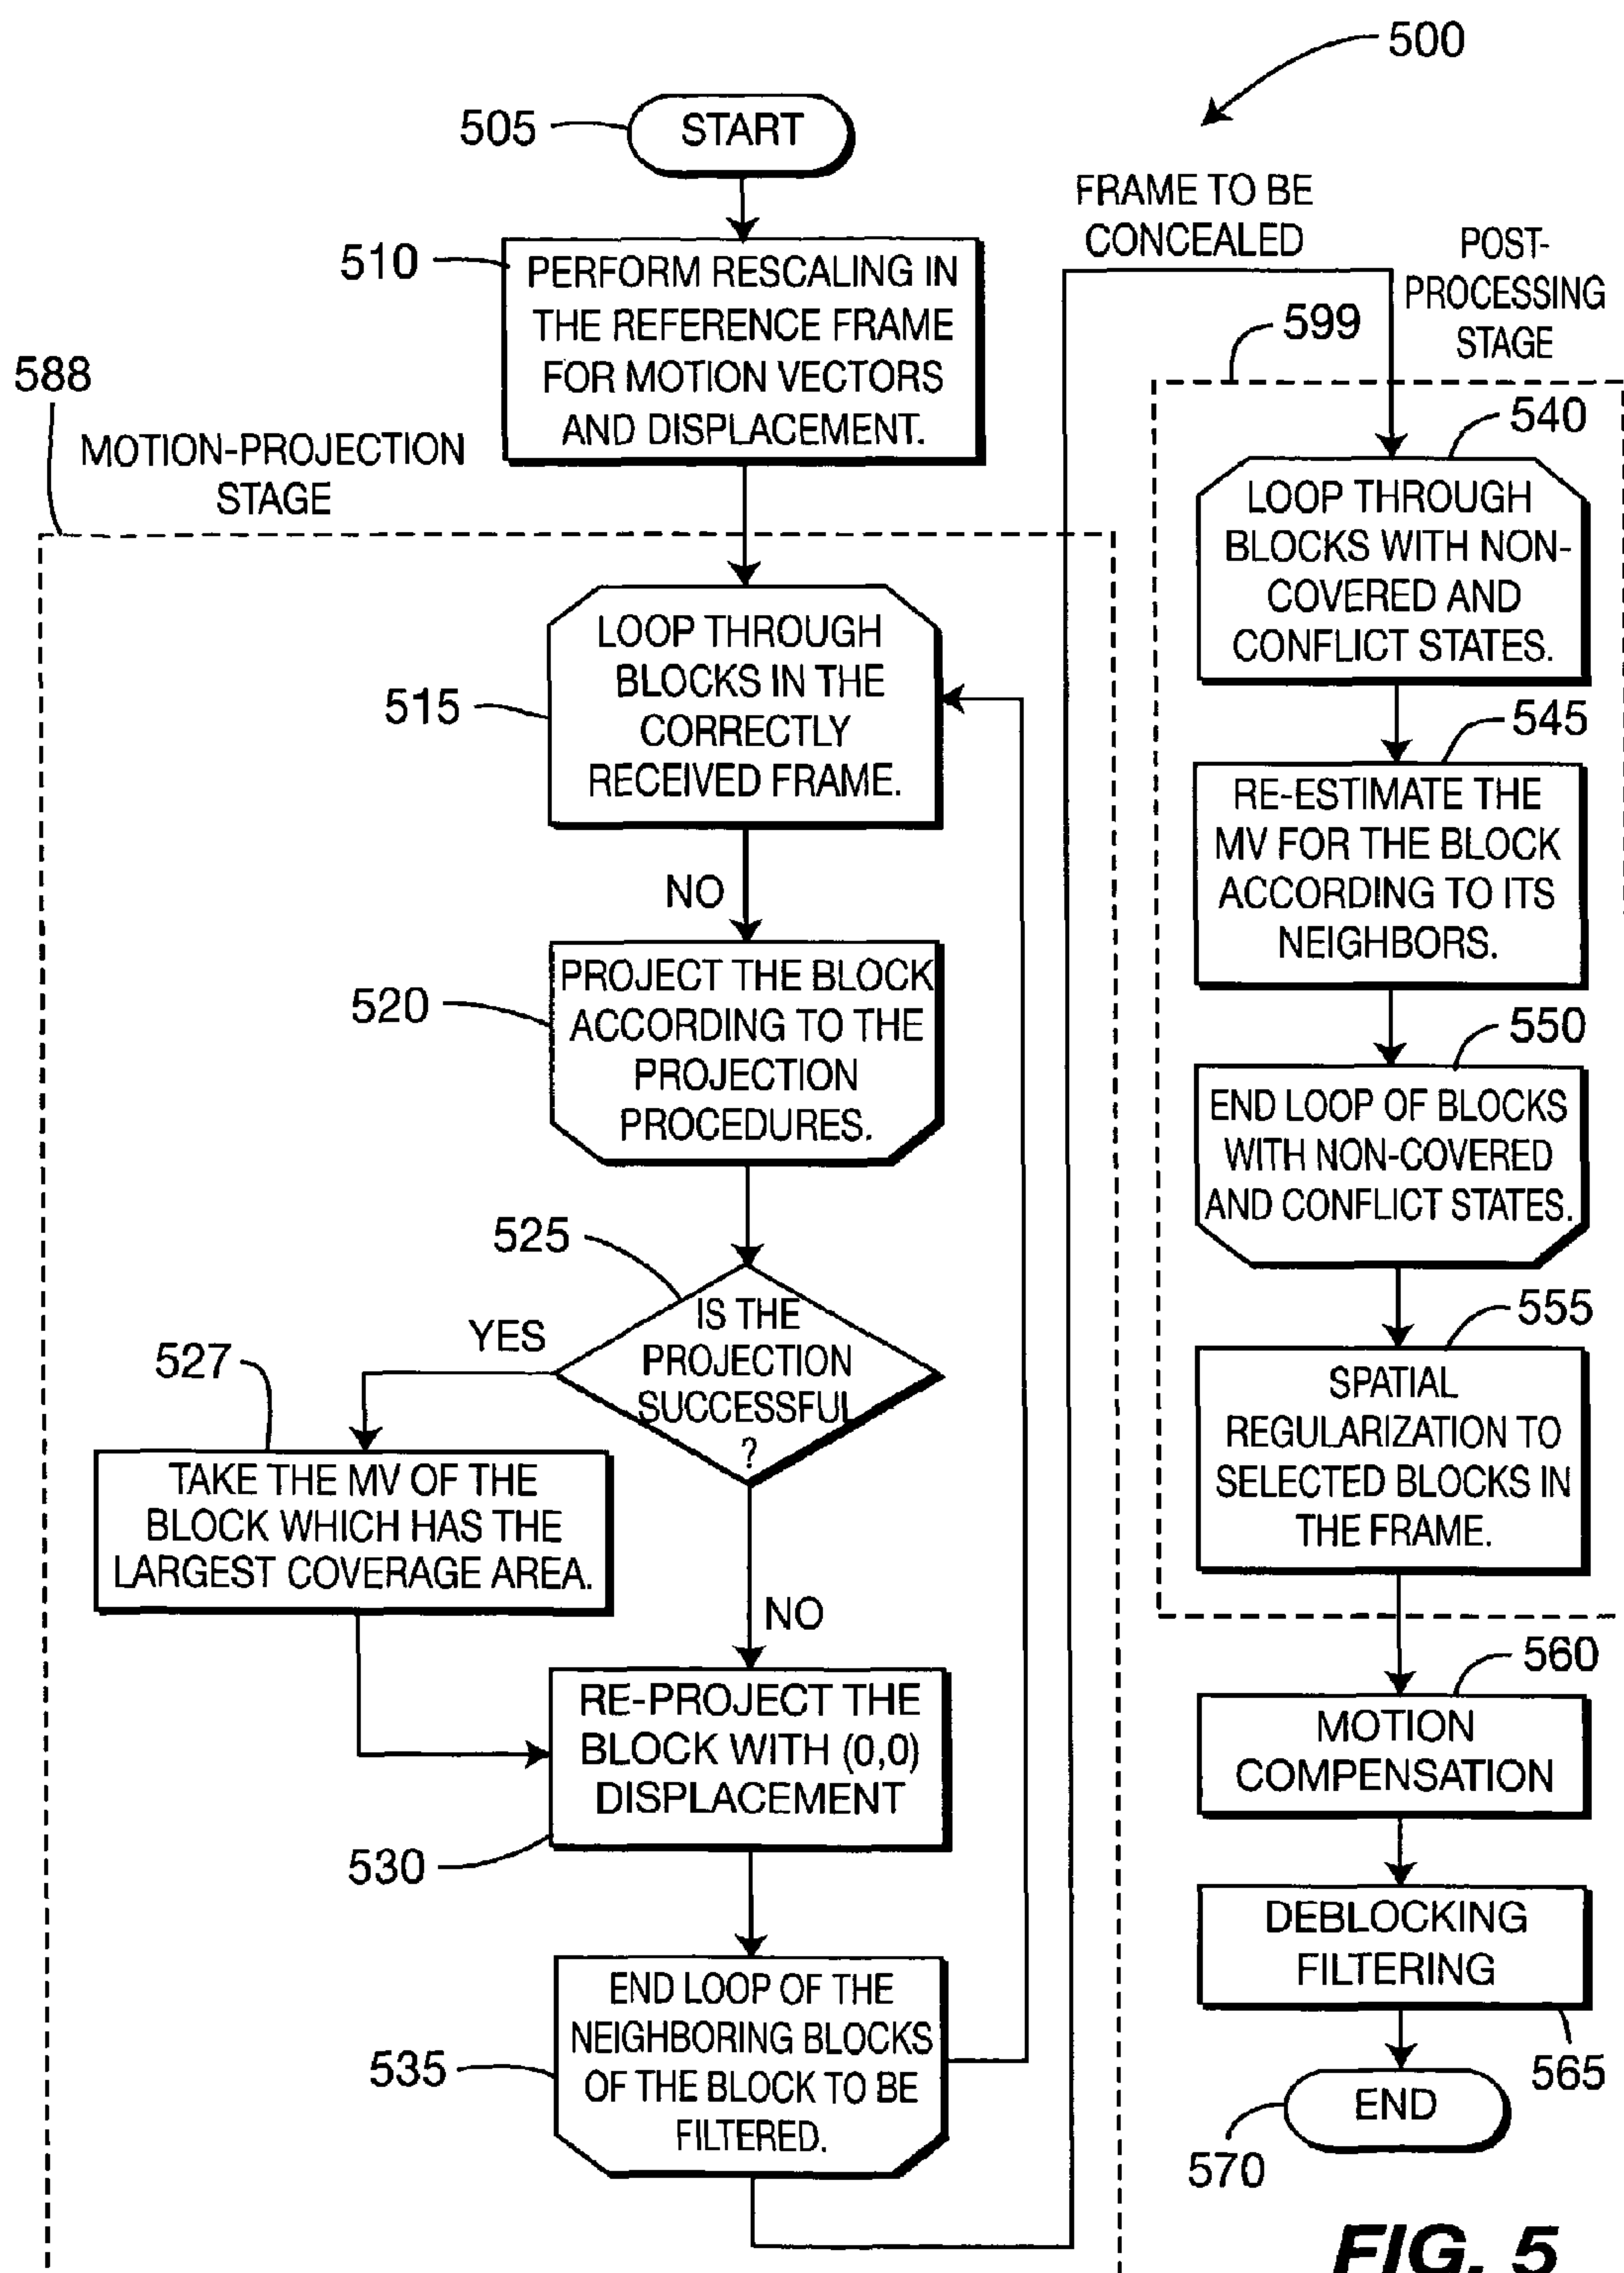 500
505
START
510
PERFORM RESCALING IN
THE REFERENCE FRAME
FOR MOTION VECTORS
AND DISPLACEMENT.
588
MOTION-PROJECTION
STAGE
515
LOOP THROUGH
BLOCKS IN THE
CORRECTLY
RECEIVED FRAME.
NO
520
PROJECT THE BLOCK
ACCORDING TO THE
PROJECTION
PROCEDURES.
525
IS THE
PROJECTION
SUCCESSFUL
?
YES
527
TAKE THE MV OF THE
BLOCK WHICH HAS THE
LARGEST COVERAGE AREA.
NO
RE-PROJECT THE
BLOCK WITH (0,0)
DISPLACEMENT
530
535
END LOOP OF THE
NEIGHBORING BLOCKS
OF THE BLOCK TO BE
FILTERED.
FRAME TO BE
CONCEALED
POST-
PROCESSING
STAGE
599
540
LOOP THROUGH
BLOCKS WITH NON-
COVERED AND
CONFLICT STATES.
545
RE-ESTIMATE THE
MV FOR THE BLOCK
ACCORDING TO ITS
NEIGHBORS.
550
END LOOP OF BLOCKS
WITH NON-COVERED
AND CONFLICT STATES.
555
SPATIAL
REGULARIZATION TO
SELECTED BLOCKS IN
THE FRAME.
560
MOTION
COMPENSATION
DEBLOCKING
FILTERING
565
END
570
FIG. 5